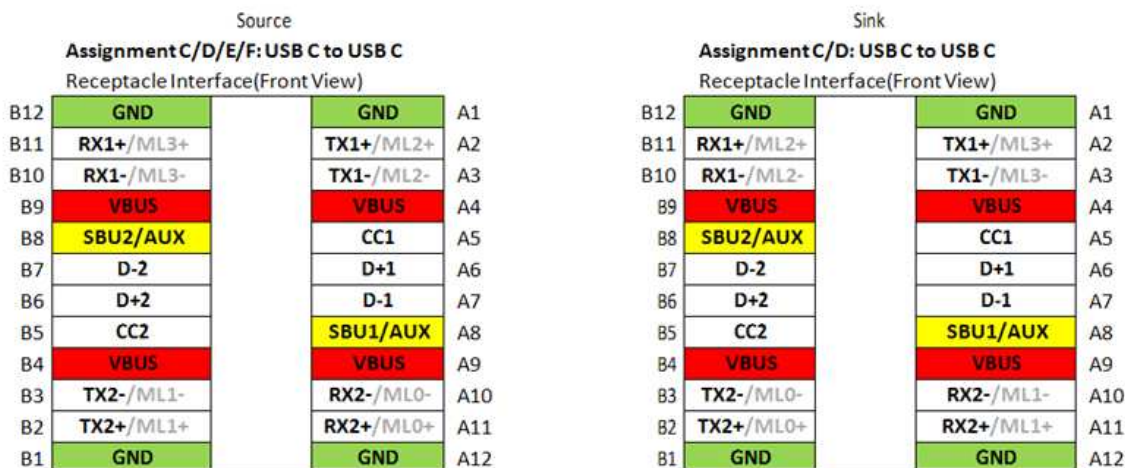 Source Sink
Assignment C/D/E/F: USB C to USB C Assignment C/D: USB C to USB C
Receptacle Interface(Front View) Receptacle Interface(Front View)
B12 GND GND A1 B12 GND GND A1
B11 RX1+/ML3+ TX1+/ML2+ A2 B11 RX1+/ML2+ TX1+/ML3+ A2
B10 RX1-/ML3- TX1-/ML2- A3 B10 RX1-/ML2- TX1-/ML3- A3
B9 VBUS VBUS A4 B9 VBUS VBUS A4
B8 SBU2/AUX CC1 A5 B8 SBU2/AUX CC1 A5
B7 D-2 D+1 A6 B7 D-2 D+1 A6
B6 D+2 D-1 A7 B6 D+2 D-1 A7
B5 CC2 SBU1/AUX A8 B5 CC2 SBU1/AUX A8
B4 VBUS VBUS A9 B4 VBUS VBUS A9
B3 TX2-/ML1- RX2-/ML0- A10 B3 TX2-/ML0- RX2-/ML1- A10
B2 TX2+/ML1+ RX2+/ML0+ A11 B2 TX2+/ML0+ RX2+/ML1+ A11
B1 GND GND A12 B1 GND GND A12